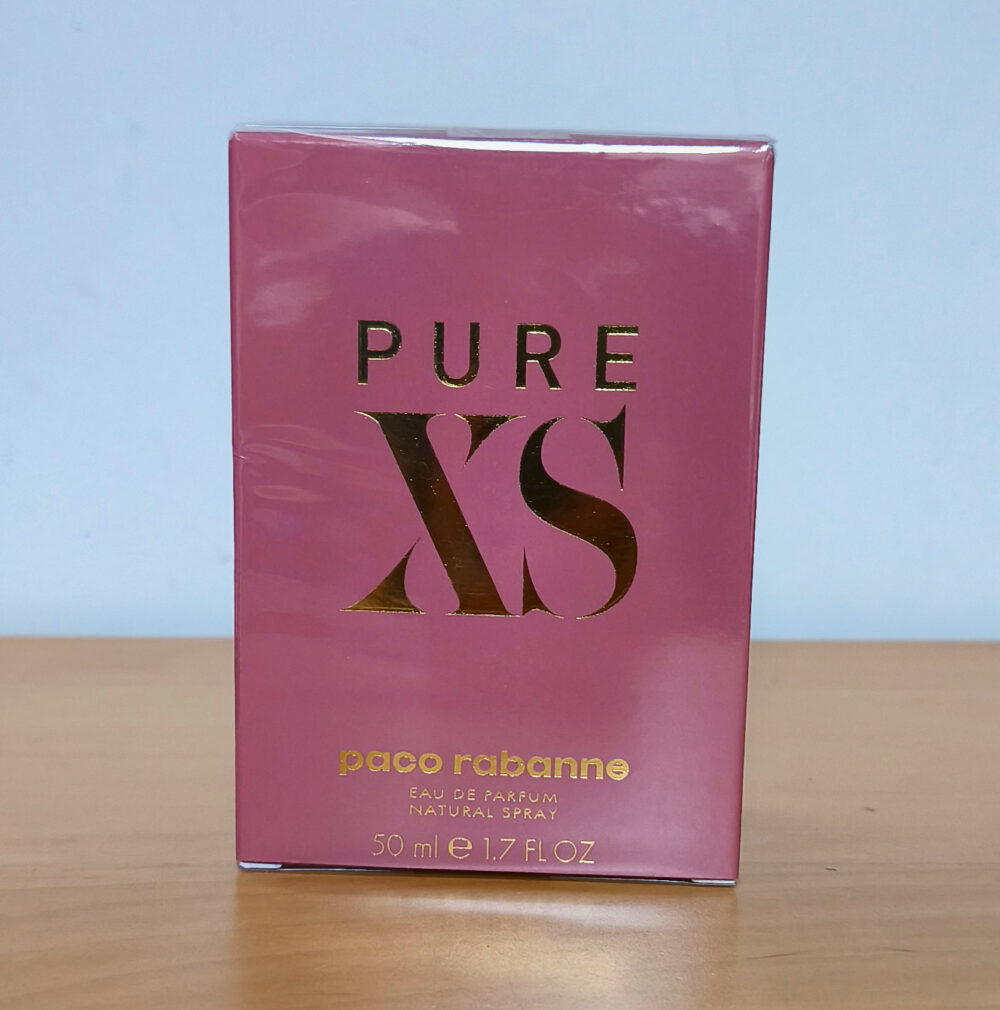 PURE
XS
paco rabanne
EAU DE PARFUM
NATURAL SPRAY
50 ml e 1.7 FL OZ